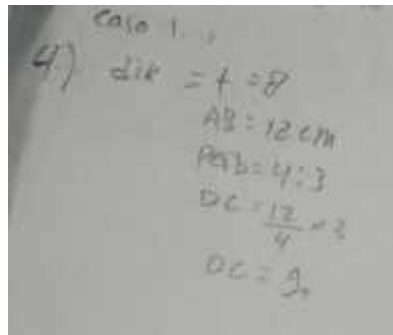 Caso 1...
4.) dik = t = 8
AB = 12 cm
Perb = 4 : 3
DC = 12/4 × 3
DC = 9.